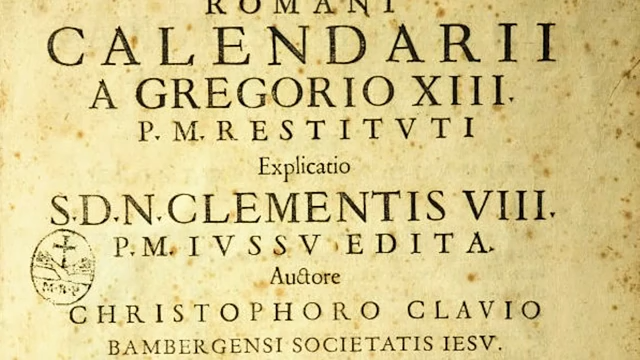 ROMANI
CALENDARII
A GREGORIO XIII.
P. M. RESTITVTI
Explicatio
S.D.N.CLEMENTIS VIII.
P. M. IVSSV EDITA.
Auctore
CHRISTOPHORO CLAVIO
BAMBERGENSI SOCIETATIS IESV.